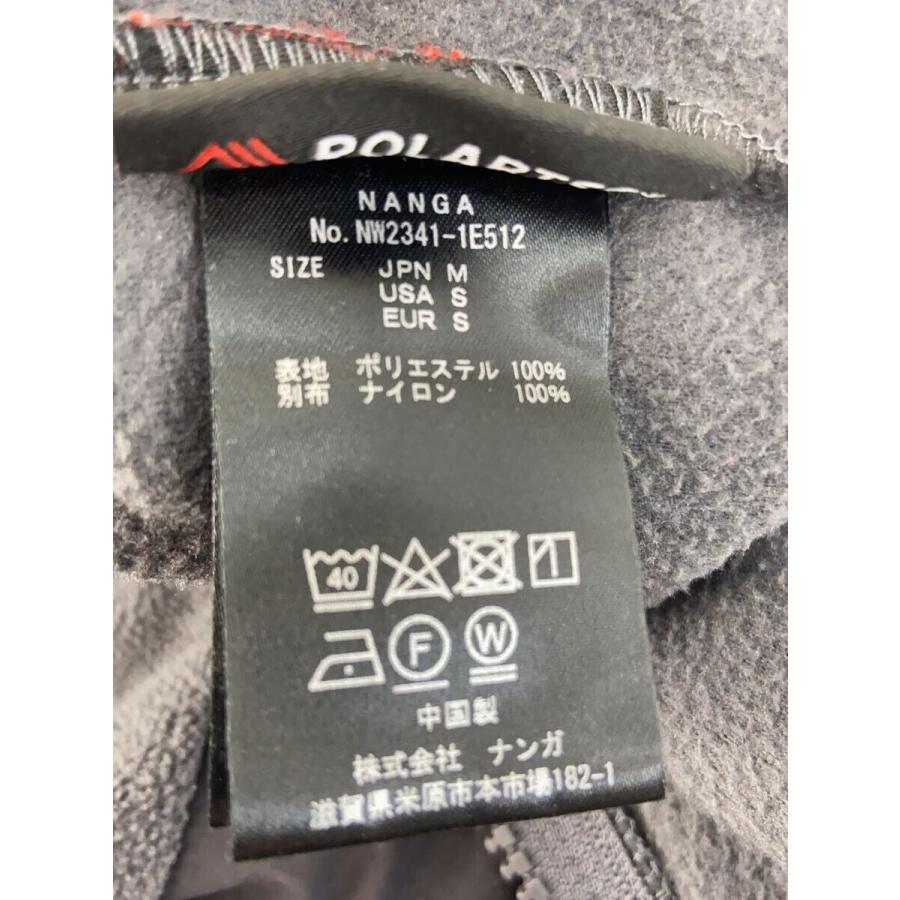 POLARTEC
NANGA
No. NW2341-1E512
SIZE JPN M
USA S
EUR S
表地 ポリエステル 100%
別布 ナイロン 100%
40
F W
中国製
株式会社 ナンガ
滋賀県米原市本市場182-1